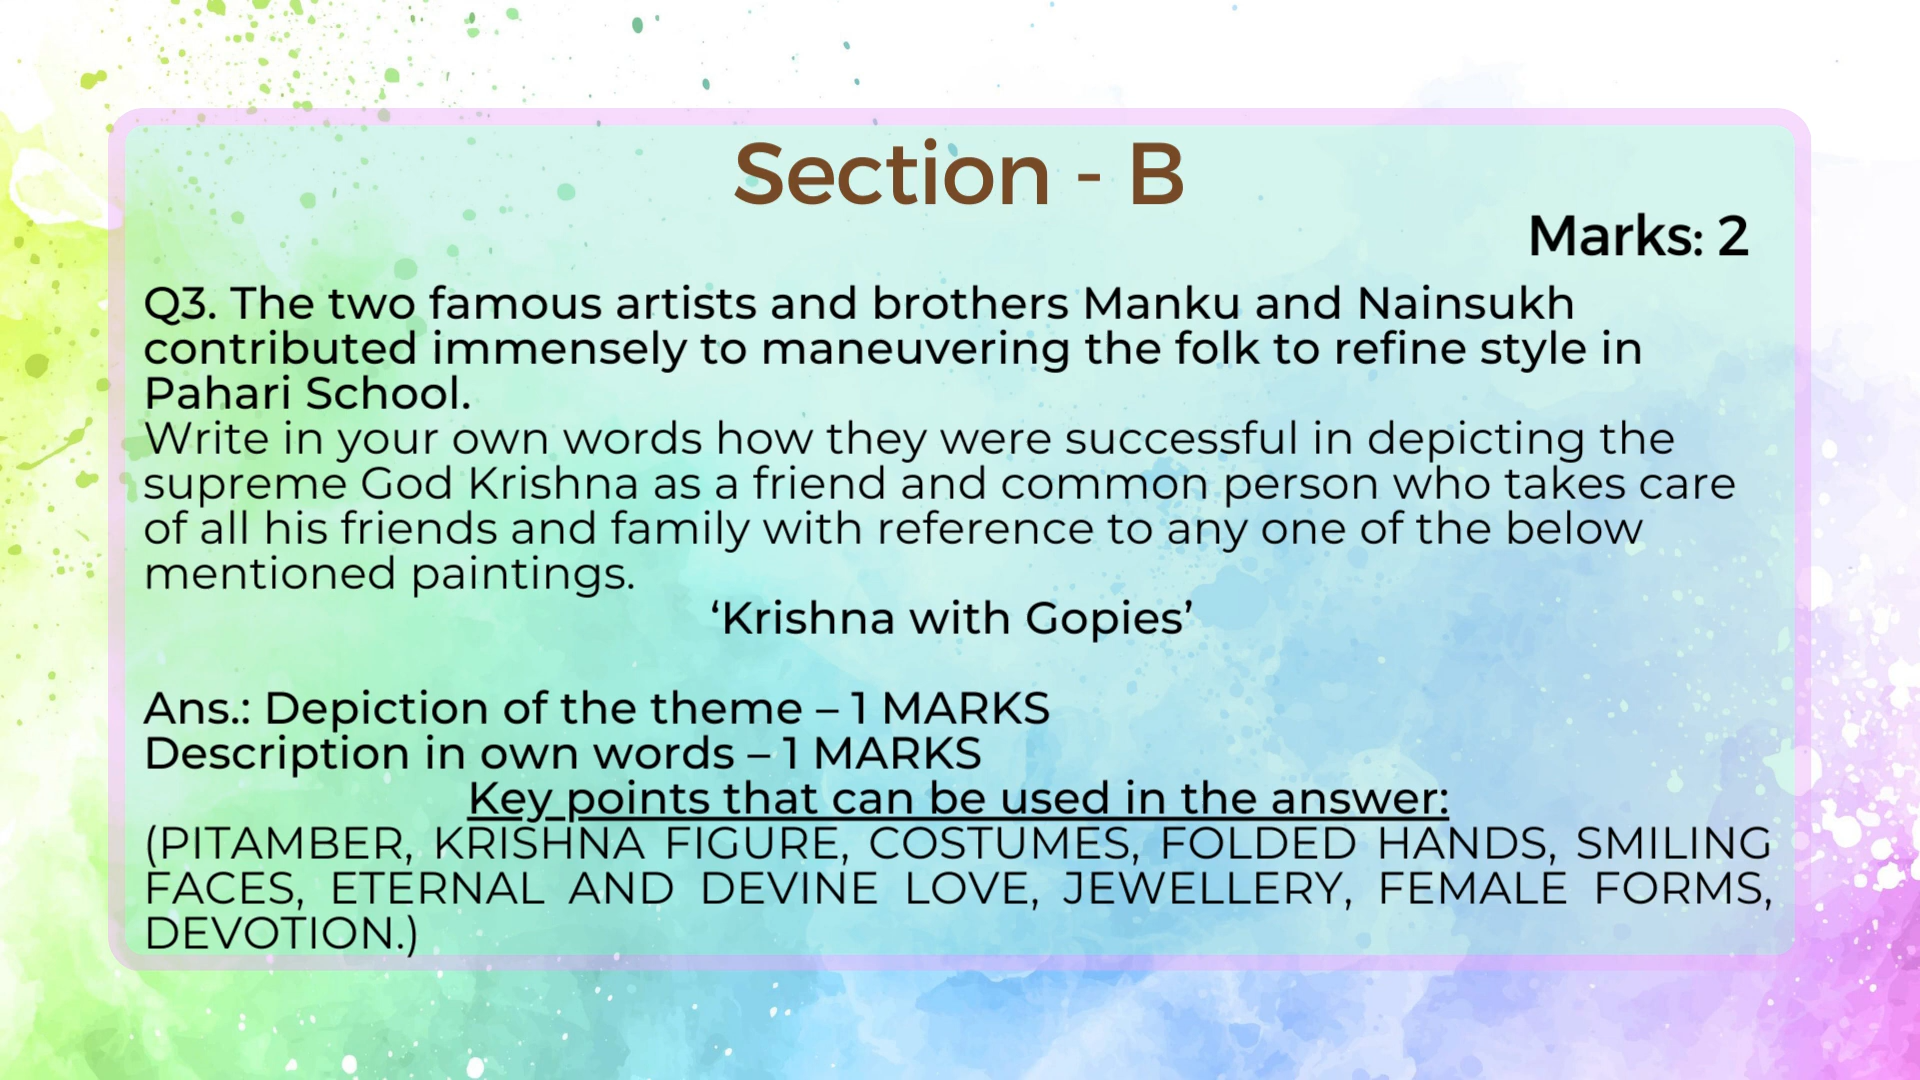 Section - B
Marks: 2
Q3. The two famous artists and brothers Manku and Nainsukh
contributed immensely to maneuvering the folk to refine style in
Pahari School.
Write in your own words how they were successful in depicting the
supreme God Krishna as a friend and common person who takes care
of all his friends and family with reference to any one of the below
mentioned paintings.
‘Krishna with Gopies’
Ans.: Depiction of the theme – 1 MARKS
Description in own words – 1 MARKS
Key points that can be used in the answer:
(PITAMBER, KRISHNA FIGURE, COSTUMES, FOLDED HANDS, SMILING
FACES, ETERNAL AND DEVINE LOVE, JEWELLERY, FEMALE FORMS,
DEVOTION.)